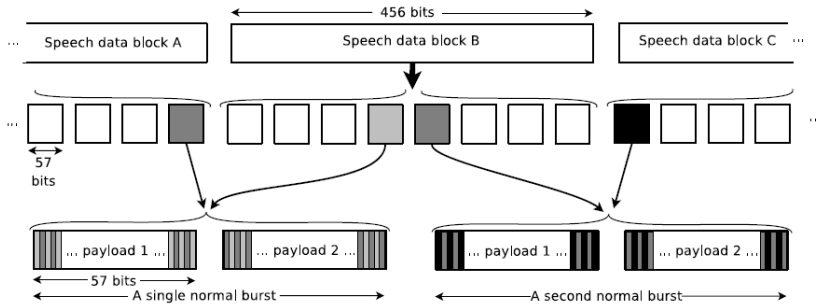 456 bits
... Speech data block A Speech data block B Speech data block C ...
... ...
57
bits
... payload 1 ... ... payload 2 ... ... payload 1 ... ... payload 2 ...
57 bits
A single normal burst A second normal burst